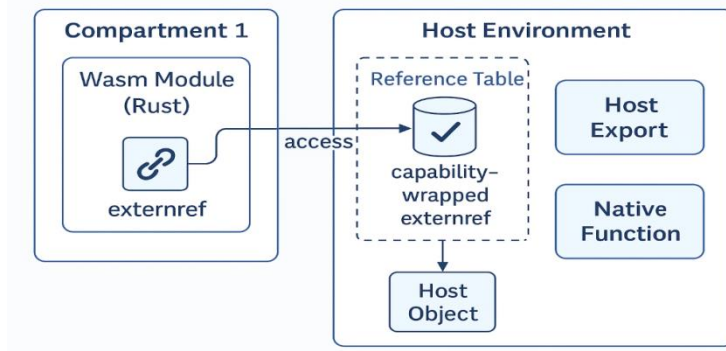 Compartment 1
Wasm Module
(Rust)
externref
access
Host Environment
Reference Table
capability–
wrapped
externref
Host
Object
Host
Export
Native
Function